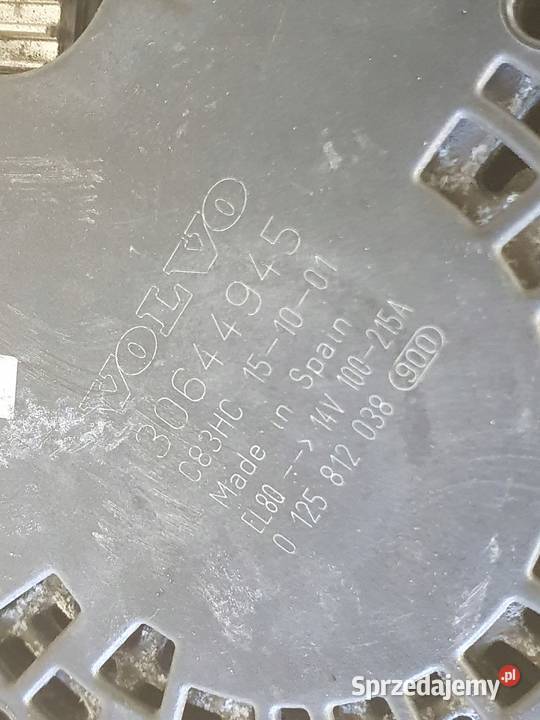 VOLVO
30644945
C83HC 15-10-01
Made in Spain
EL80 --> 14V 100-215A
0 125 812 038 900
Sprzedajemy.pl